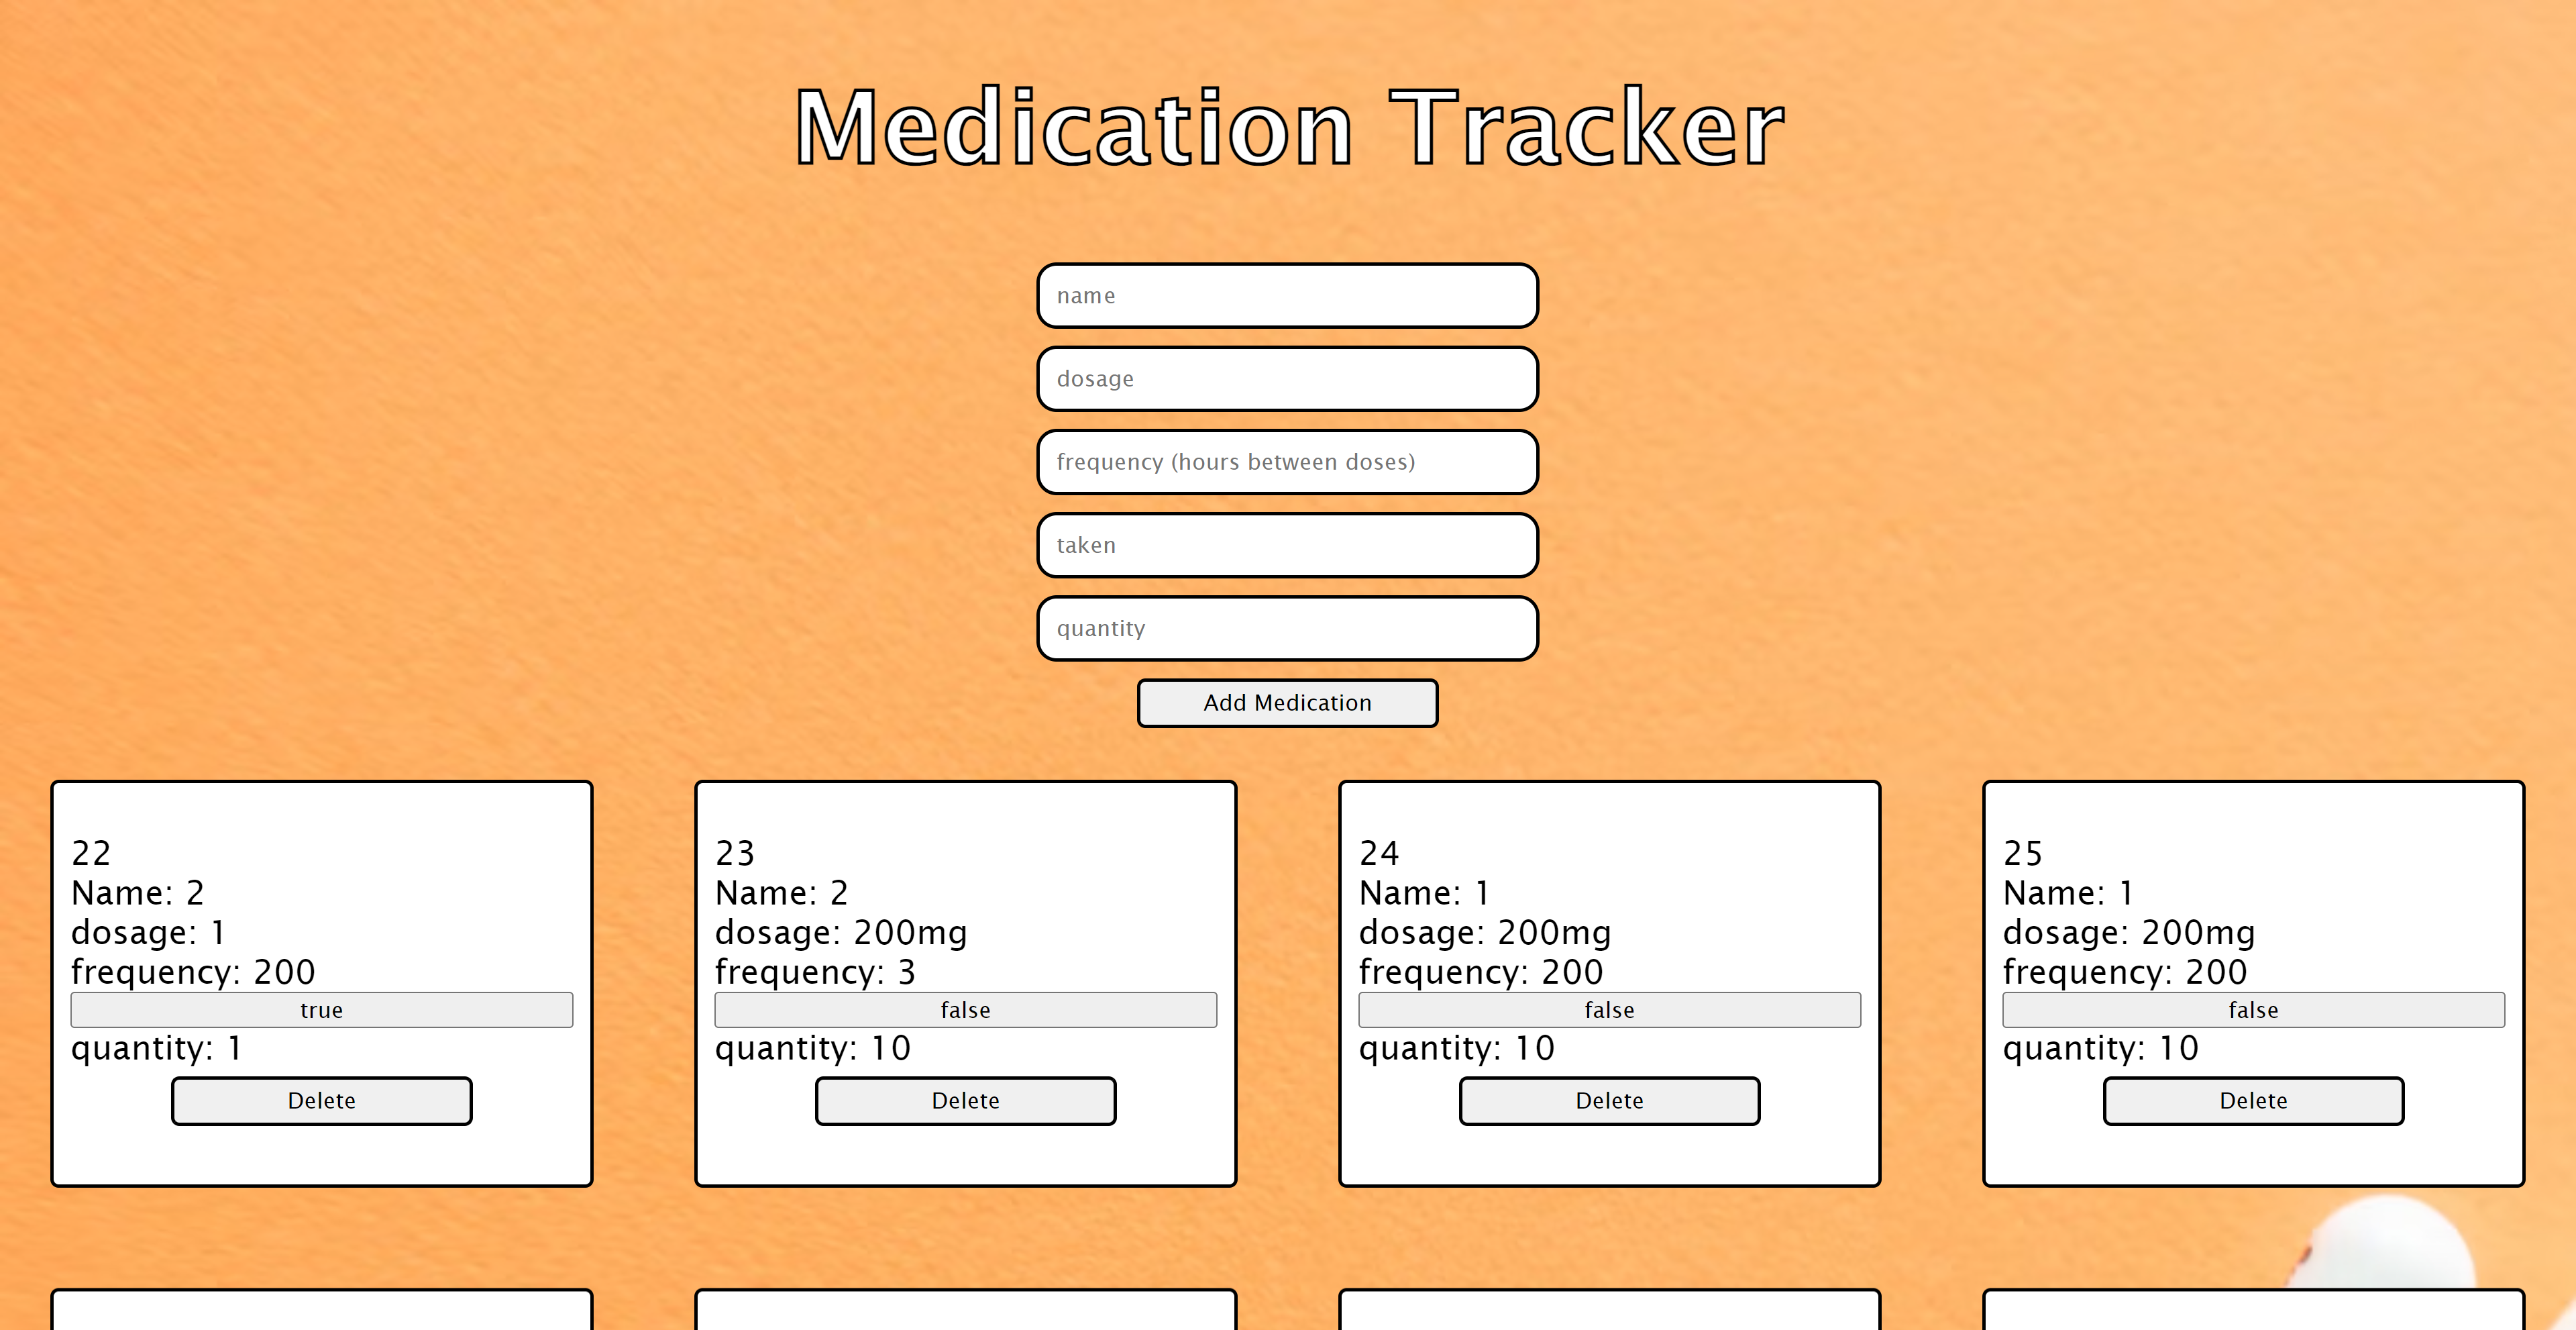 Medication Tracker
name
dosage
frequency (hours between doses)
taken
quantity
Add Medication
22
Name: 2
dosage: 1
frequency: 200
true
quantity: 1
Delete
23
Name: 2
dosage: 200mg
frequency: 3
false
quantity: 10
Delete
24
Name: 1
dosage: 200mg
frequency: 200
false
quantity: 10
Delete
25
Name: 1
dosage: 200mg
frequency: 200
false
quantity: 10
Delete